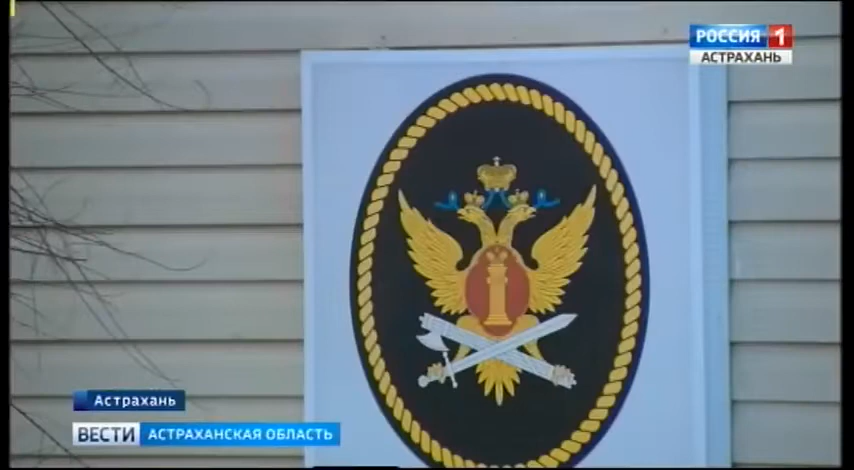 РОССИЯ 1
АСТРАХАНЬ
Астрахань
ВЕСТИ АСТРАХАНСКАЯ ОБЛАСТЬ